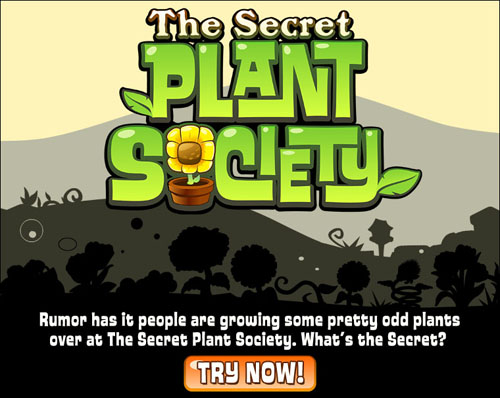 The Secret
PLANT
SOCIETY
Rumor has it people are growing some pretty odd plants
over at The Secret Plant Society. What's the Secret?
TRY NOW!